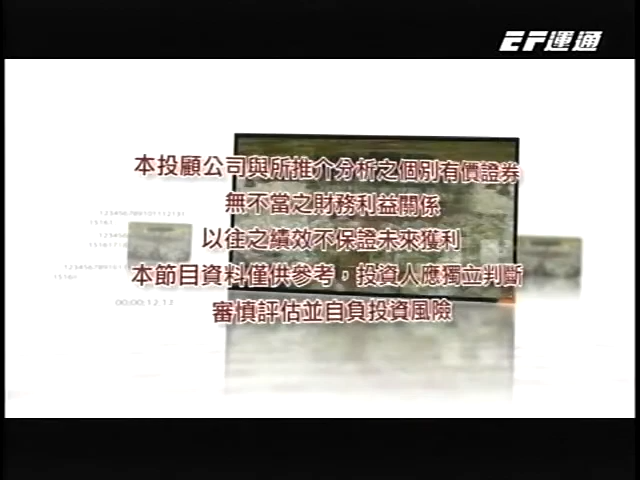 EF運通
本投顧公司與所推介分析之個別有價證券
無不當之財務利益關係
以往之績效不保證未來獲利
本節目資料僅供參考，投資人應獨立判斷
審慎評估並自負投資風險
123456789101112131
15161
00;00;12.13